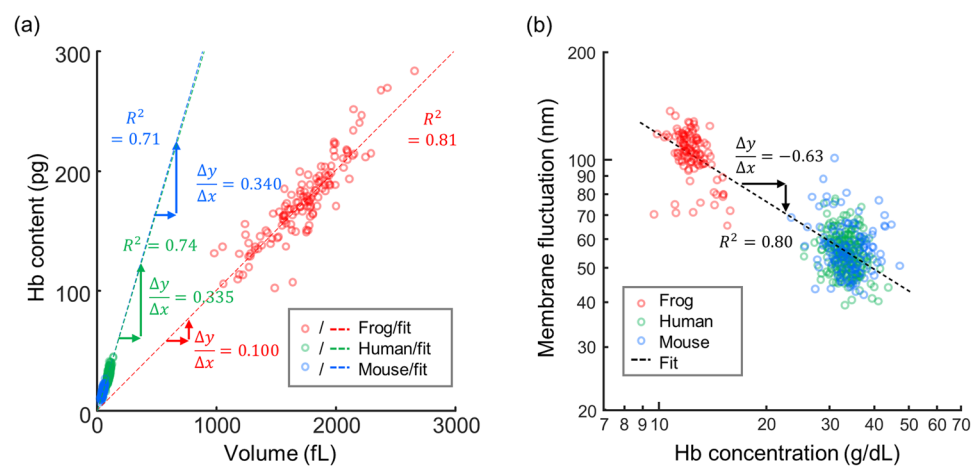 (a)
300
200
100
0
Hb content (pg)
0
1000
2000
3000
Volume (fL)
R²
= 0.71
Δy
Δx
= 0.340
R² = 0.74
Δy
Δx
= 0.335
R²
= 0.81
Δy
Δx
= 0.100
/ Frog/fit
/ Human/fit
/ Mouse/fit
(b)
200
100
90
80
70
60
50
40
30
20
Membrane fluctuation (nm)
7 8 9 10 20 30 40 50 60 70
Hb concentration (g/dL)
Δy
Δx
= −0.63
R² = 0.80
Frog
Human
Mouse
Fit